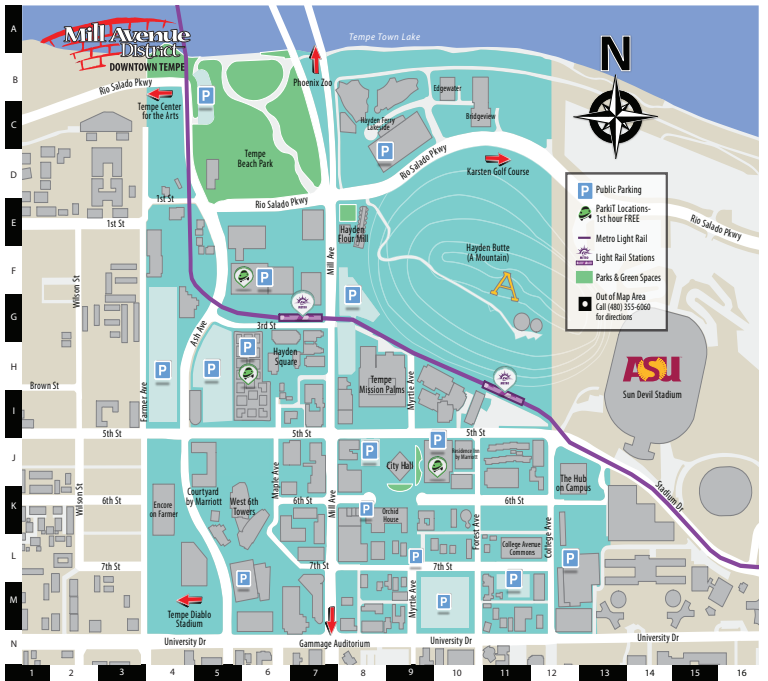 A
B
C
D
E
F
G
H
I
J
K
L
M
N
1
2
3
4
5
6
7
8
9
10
11
12
13
14
15
16
Mill Avenue
District
DOWNTOWN TEMPE
Tempe Town Lake
N
Rio Salado Pkwy
Tempe Center
for the Arts
P
Phoenix Zoo
Edgewater
Bridgeview
Hayden Ferry
Lakeside
P
Tempe
Beach Park
Rio Salado Pkwy
Karsten Golf Course
P Public Parking
ParkIT Locations-
1st hour FREE
Metro Light Rail
METRO
Light Rail Stations
Parks & Green Spaces
Out of Map Area
Call (480) 355-6060
for directions
1st St
1st St
Rio Salado Pkwy
Rio Salado Pkwy
Hayden
Flour Mill
Mill Ave
Hayden Butte
(A Mountain)
A
Wilson St
P
METRO
P
Ash Ave
3rd St
P
Hayden
Square
P
P
Tempe
Mission Palms
Myrtle Ave
METRO
ASU
Sun Devil Stadium
Brown St
Farmer Ave
5th St
5th St
5th St
P
P
City Hall
Residence Inn
by Marriott
The Hub
on Campus
Wilson St
6th St
Encore
on Farmer
Courtyard
by Marriott
West 6th
Towers
Maple Ave
6th St
Mill Ave
P
Orchid
House
6th St
Forest Ave
College Ave
Stadium Dr
College Avenue
Commons
7th St
7th St
7th St
P
P
P
P
P
Myrtle Ave
Tempe Diablo
Stadium
University Dr
Gammage Auditorium
University Dr
University Dr